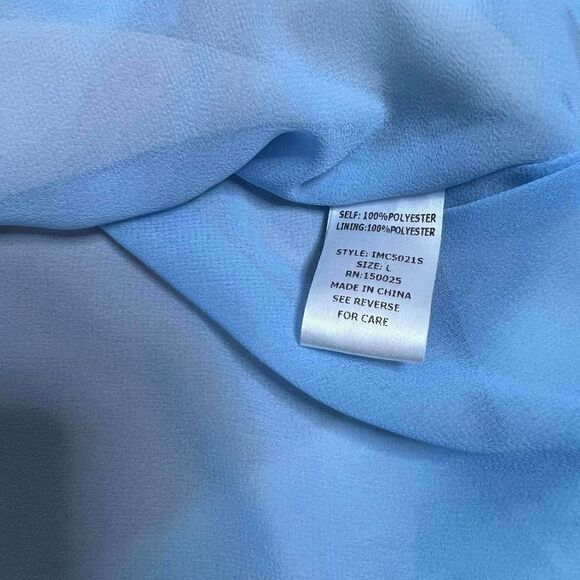 SELF: 100%POLYESTER
LINING:100%POLYESTER
STYLE: IMC5021S
SIZE: L
RN:150025
MADE IN CHINA
SEE REVERSE
FOR CARE